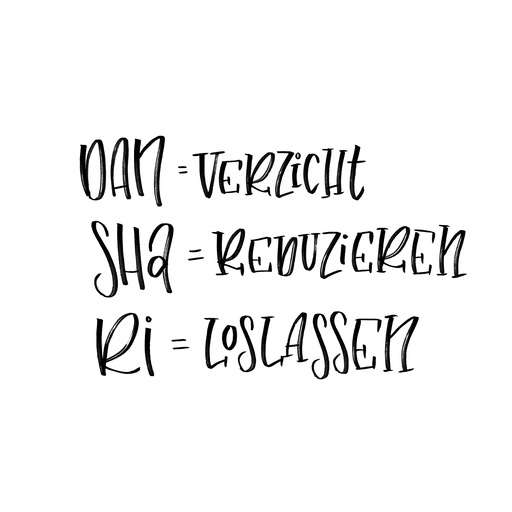 DAN = VERZICHT
SHA = REDUZIEREN
Ri = LOSLASSEN